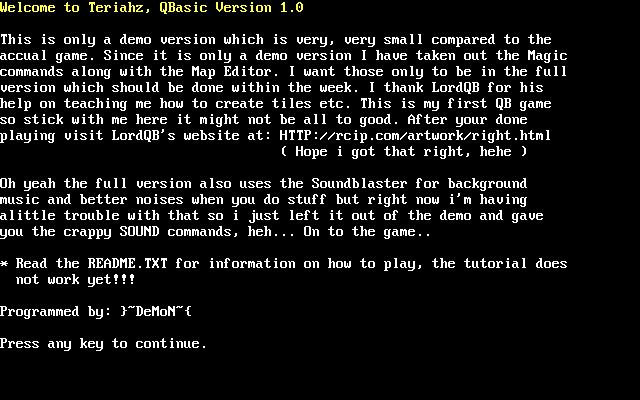 Welcome to Teriahz, QBasic Version 1.0
This is only a demo version which is very, very small compared to the
accual game. Since it is only a demo version I have taken out the Magic
commands along with the Map Editor. I want those only to be in the full
version which should be done within the week. I thank LordQB for his
help on teaching me how to create tiles etc. This is my first QB game
so stick with me here it might not be all to good. After your done
playing visit LordQB's website at: HTTP://rcip.com/artwork/right.html
( Hope i got that right, hehe )
Oh yeah the full version also uses the Soundblaster for background
music and better noises when you do stuff but right now i'm having
alittle trouble with that so i just left it out of the demo and gave
you the crappy SOUND commands, heh... On to the game..
* Read the README.TXT for information on how to play, the tutorial does
not work yet!!!
Programmed by: }~DeMoN~{
Press any key to continue.